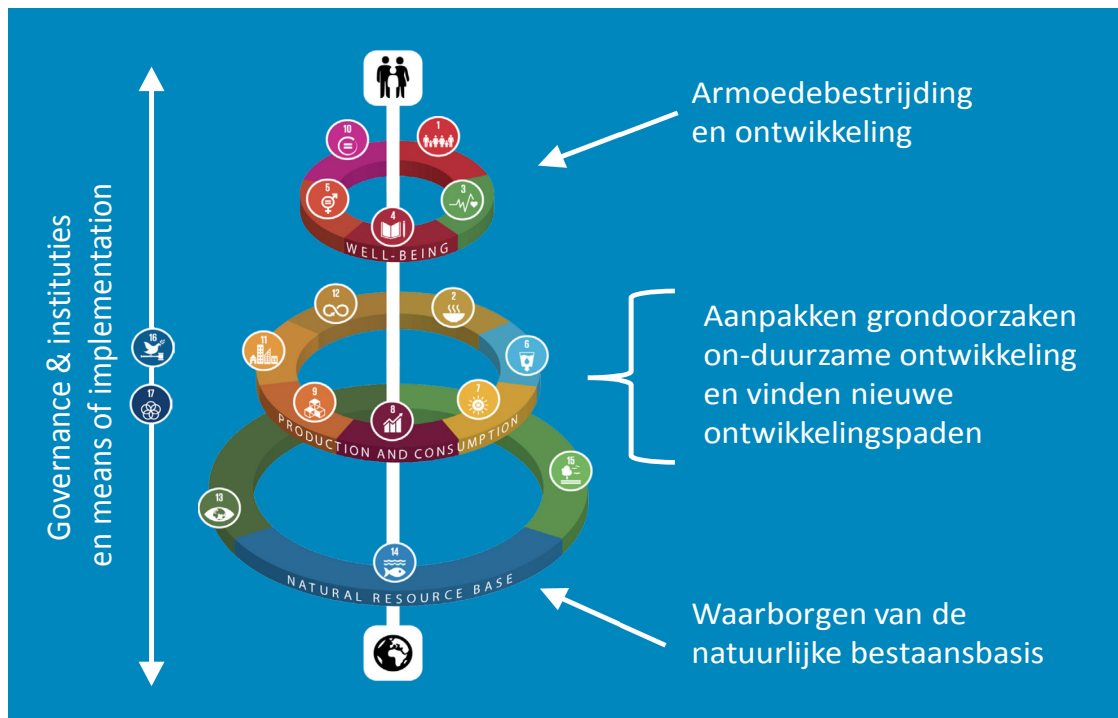 Governance & instituties
en means of implementation
16
17
10
1
5
3
4
WELL-BEING
12
2
11
6
9
7
8
PRODUCTION AND CONSUMPTION
15
13
14
NATURAL RESOURCE BASE
Armoedebestrijding
en ontwikkeling
Aanpakken grondoorzaken
on-duurzame ontwikkeling
en vinden nieuwe
ontwikkelingspaden
Waarborgen van de
natuurlijke bestaansbasis